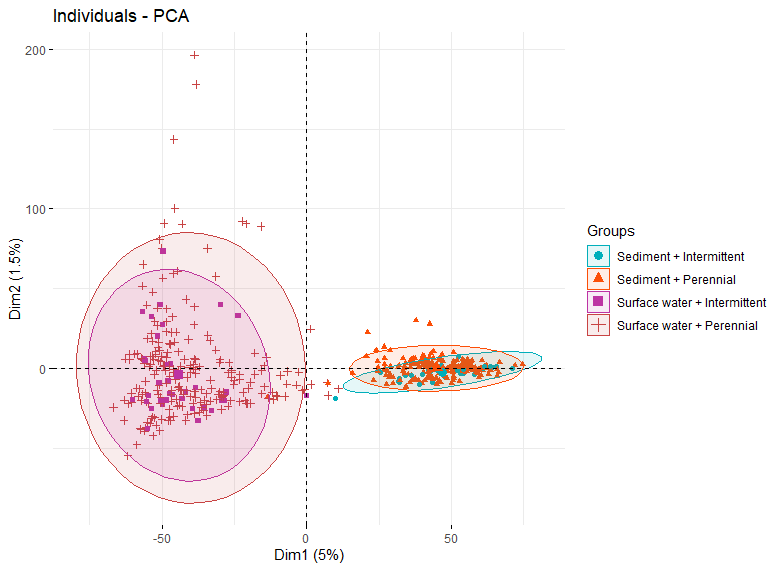 Individuals - PCA
200
100
0
-50
0
50
Dim1 (5%)
Dim2 (1.5%)
Groups
Sediment + Intermittent
Sediment + Perennial
Surface water + Intermittent
Surface water + Perennial